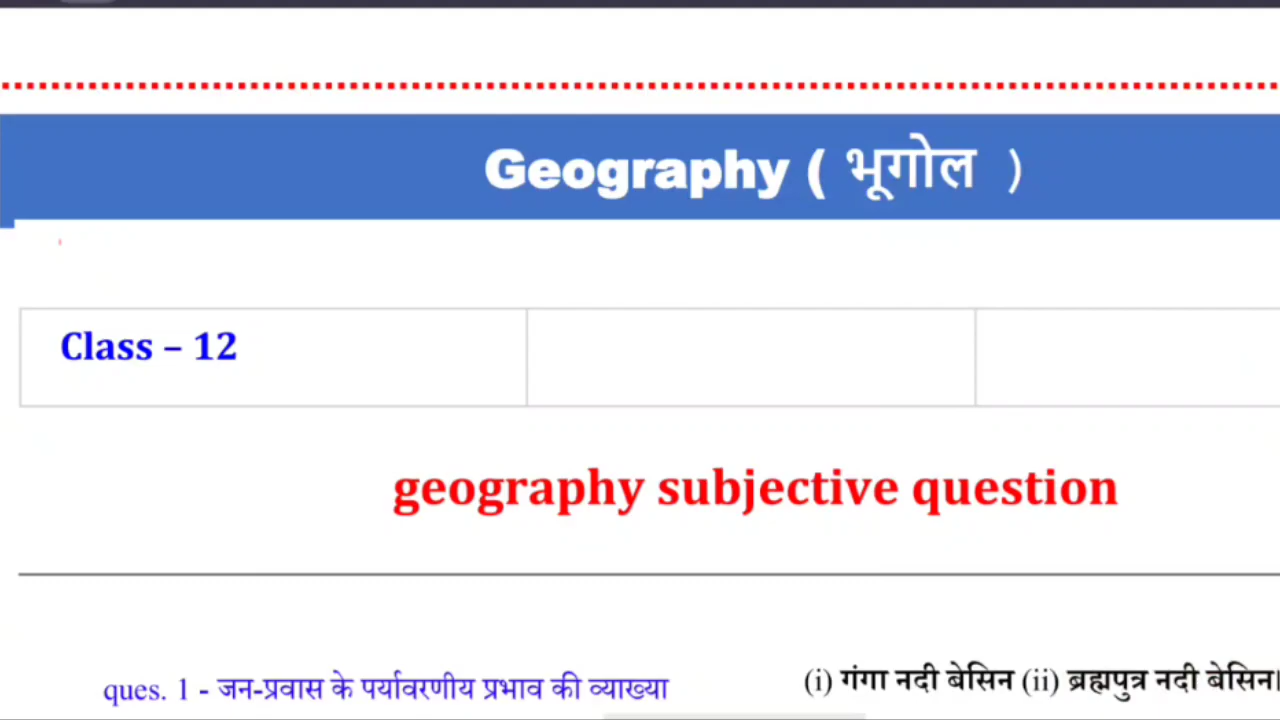 Geography ( भूगोल )
Class – 12
geography subjective question
ques. 1 - जन-प्रवास के पर्यावरणीय प्रभाव की व्याख्या
(i) गंगा नदी बेसिन (ii) ब्रह्मपुत्र नदी बेसिन।